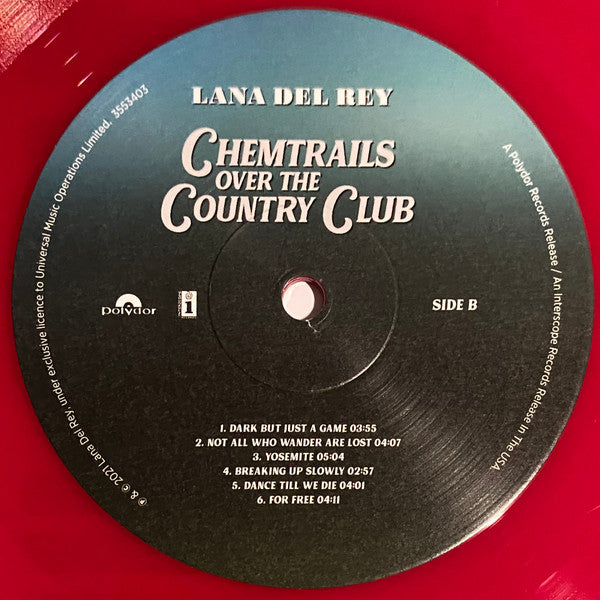 LANA DEL REY
CHEMTRAILS
OVER THE
COUNTRY CLUB
polydor
i
SIDE B
1. DARK BUT JUST A GAME 03:55
2. NOT ALL WHO WANDER ARE LOST 04:07
3. YOSEMITE 05:04
4. BREAKING UP SLOWLY 02:57
5. DANCE TILL WE DIE 04:01
6. FOR FREE 04:11
℗ & © 2021 Lana Del Rey, under exclusive licence to Universal Music Operations Limited. 3553403
A Polydor Records Release / An Interscope Records Release In The USA.